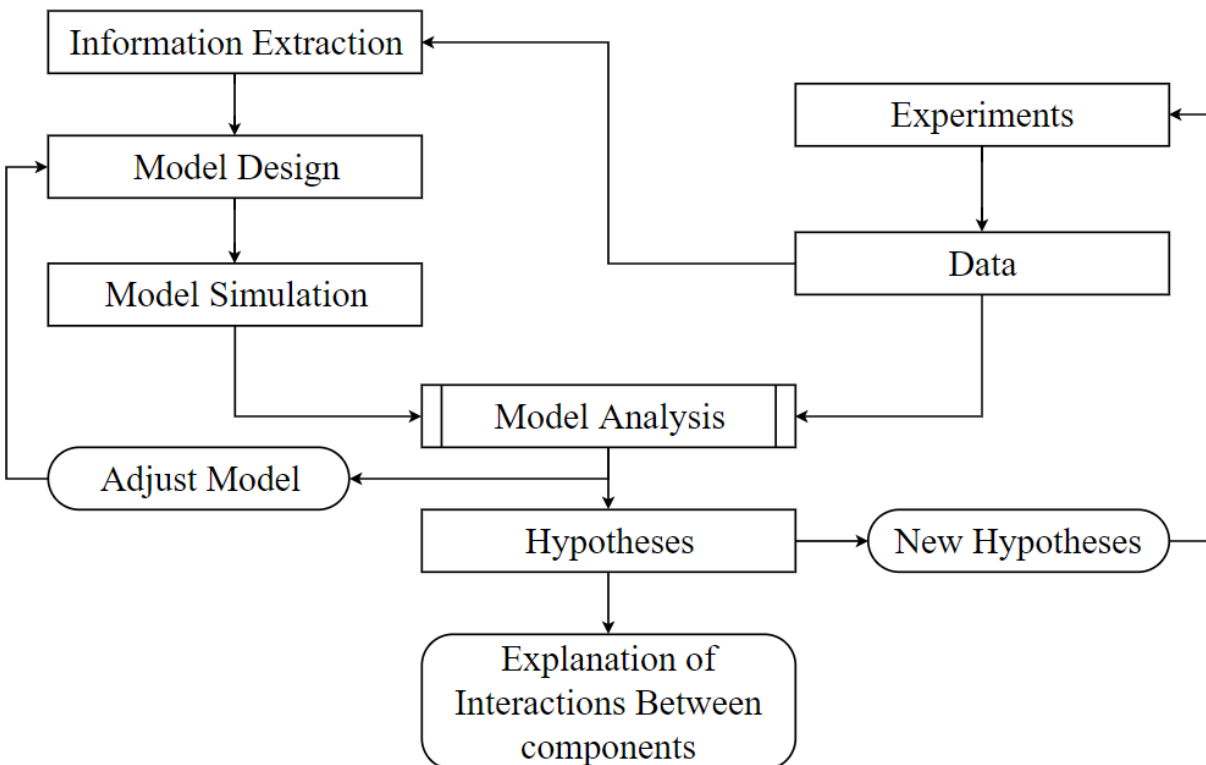 Information Extraction
Experiments
Model Design
Data
Model Simulation
Model Analysis
Adjust Model
Hypotheses
New Hypotheses
Explanation of
Interactions Between
components